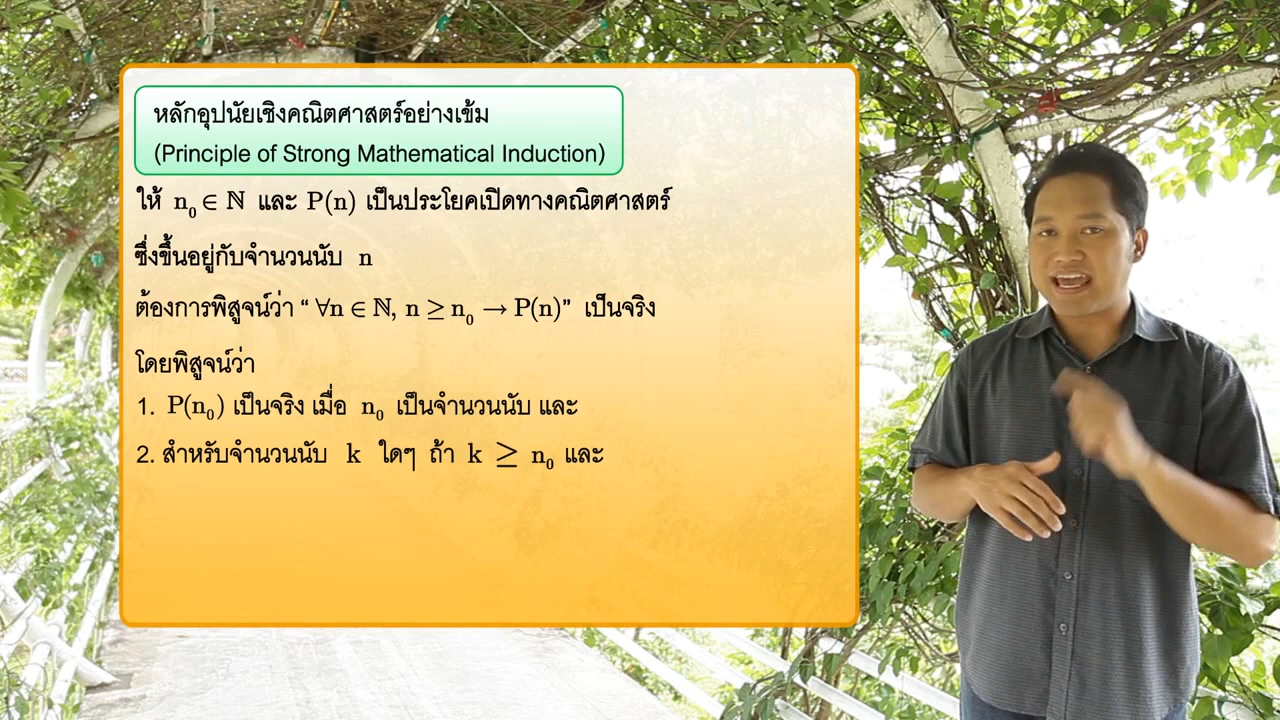 หลักอุปนัยเชิงคณิตศาสตร์อย่างเข้ม
(Principle of Strong Mathematical Induction)
ให้ n₀ ∈ ℕ และ P(n) เป็นประโยคเปิดทางคณิตศาสตร์
ซึ่งขึ้นอยู่กับจำนวนนับ n
ต้องการพิสูจน์ว่า “ ∀n ∈ ℕ, n ≥ n₀ → P(n)” เป็นจริง
โดยพิสูจน์ว่า
1. P(n₀) เป็นจริง เมื่อ n₀ เป็นจำนวนนับ และ
2. สำหรับจำนวนนับ k ใดๆ ถ้า k ≥ n₀ และ